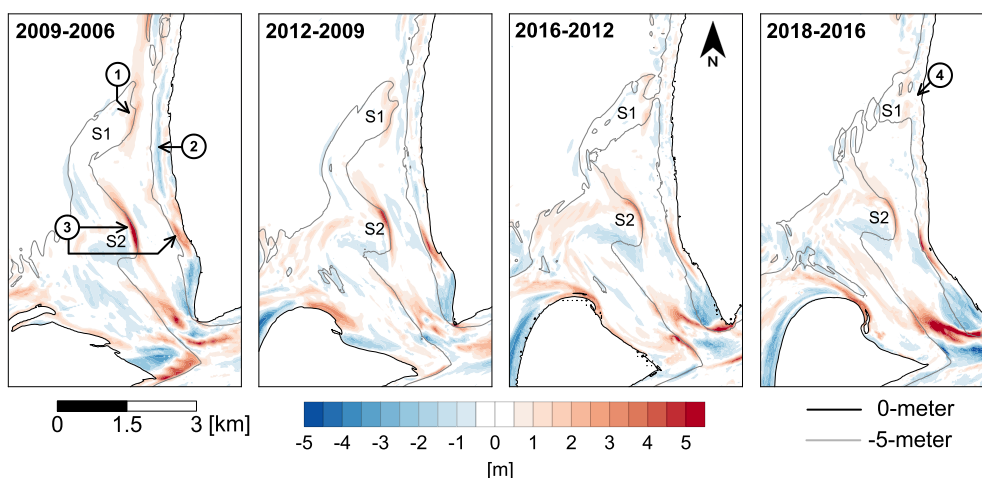 2009-2006
2012-2009
2016-2012
2018-2016
N
1
S1
2
3
S2
S1
S2
S1
S2
4
S1
S2
0
1.5
3 [km]
-5 -4 -3 -2 -1 0 1 2 3 4 5
[m]
0-meter
-5-meter